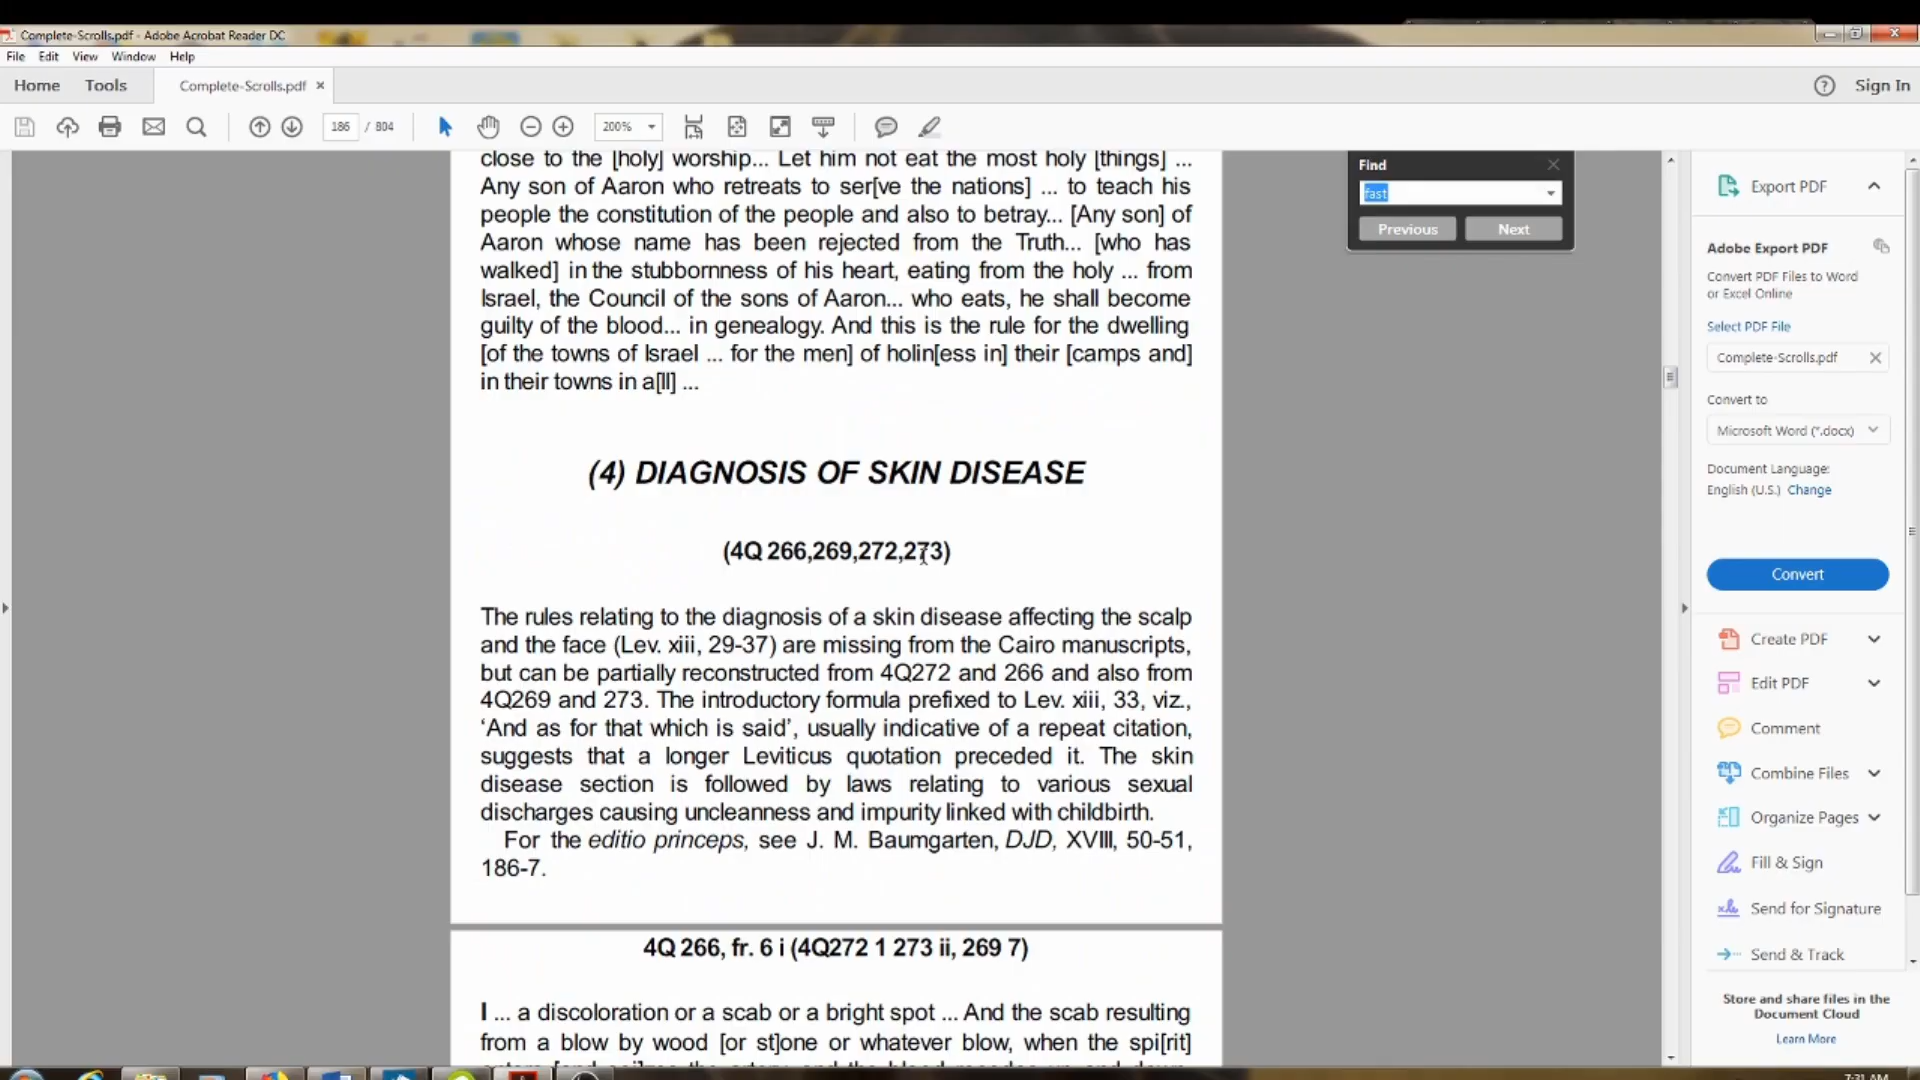 Complete-Scrolls.pdf - Adobe Acrobat Reader DC
File Edit View Window Help
Home Tools Complete-Scrolls.pdf × Sign In
186 / 804 200%
close to the [holy] worship... Let him not eat the most holy [things] ...
Any son of Aaron who retreats to ser[ve the nations] ... to teach his
people the constitution of the people and also to betray... [Any son] of
Aaron whose name has been rejected from the Truth... [who has
walked] in the stubbornness of his heart, eating from the holy ... from
Israel, the Council of the sons of Aaron... who eats, he shall become
guilty of the blood... in genealogy. And this is the rule for the dwelling
[of the towns of Israel ... for the men] of holin[ess in] their [camps and]
in their towns in a[ll] ...
(4) DIAGNOSIS OF SKIN DISEASE
(4Q 266,269,272,273)
The rules relating to the diagnosis of a skin disease affecting the scalp
and the face (Lev. xiii, 29-37) are missing from the Cairo manuscripts,
but can be partially reconstructed from 4Q272 and 266 and also from
4Q269 and 273. The introductory formula prefixed to Lev. xiii, 33, viz.,
‘And as for that which is said’, usually indicative of a repeat citation,
suggests that a longer Leviticus quotation preceded it. The skin
disease section is followed by laws relating to various sexual
discharges causing uncleanness and impurity linked with childbirth.
For the editio princeps, see J. M. Baumgarten, DJD, XVIII, 50-51,
186-7.
4Q 266, fr. 6 i (4Q272 1 273 ii, 269 7)
I ... a discoloration or a scab or a bright spot ... And the scab resulting
from a blow by wood [or st]one or whatever blow, when the spi[rit]
Find
fast
Previous Next
Export PDF
Adobe Export PDF
Convert PDF Files to Word
or Excel Online
Select PDF File
Complete-Scrolls.pdf
Convert to
Microsoft Word (*.docx)
Document Language:
English (U.S.) Change
Convert
Create PDF
Edit PDF
Comment
Combine Files
Organize Pages
Fill & Sign
Send for Signature
Send & Track
Store and share files in the
Document Cloud
Learn More
7:31 AM